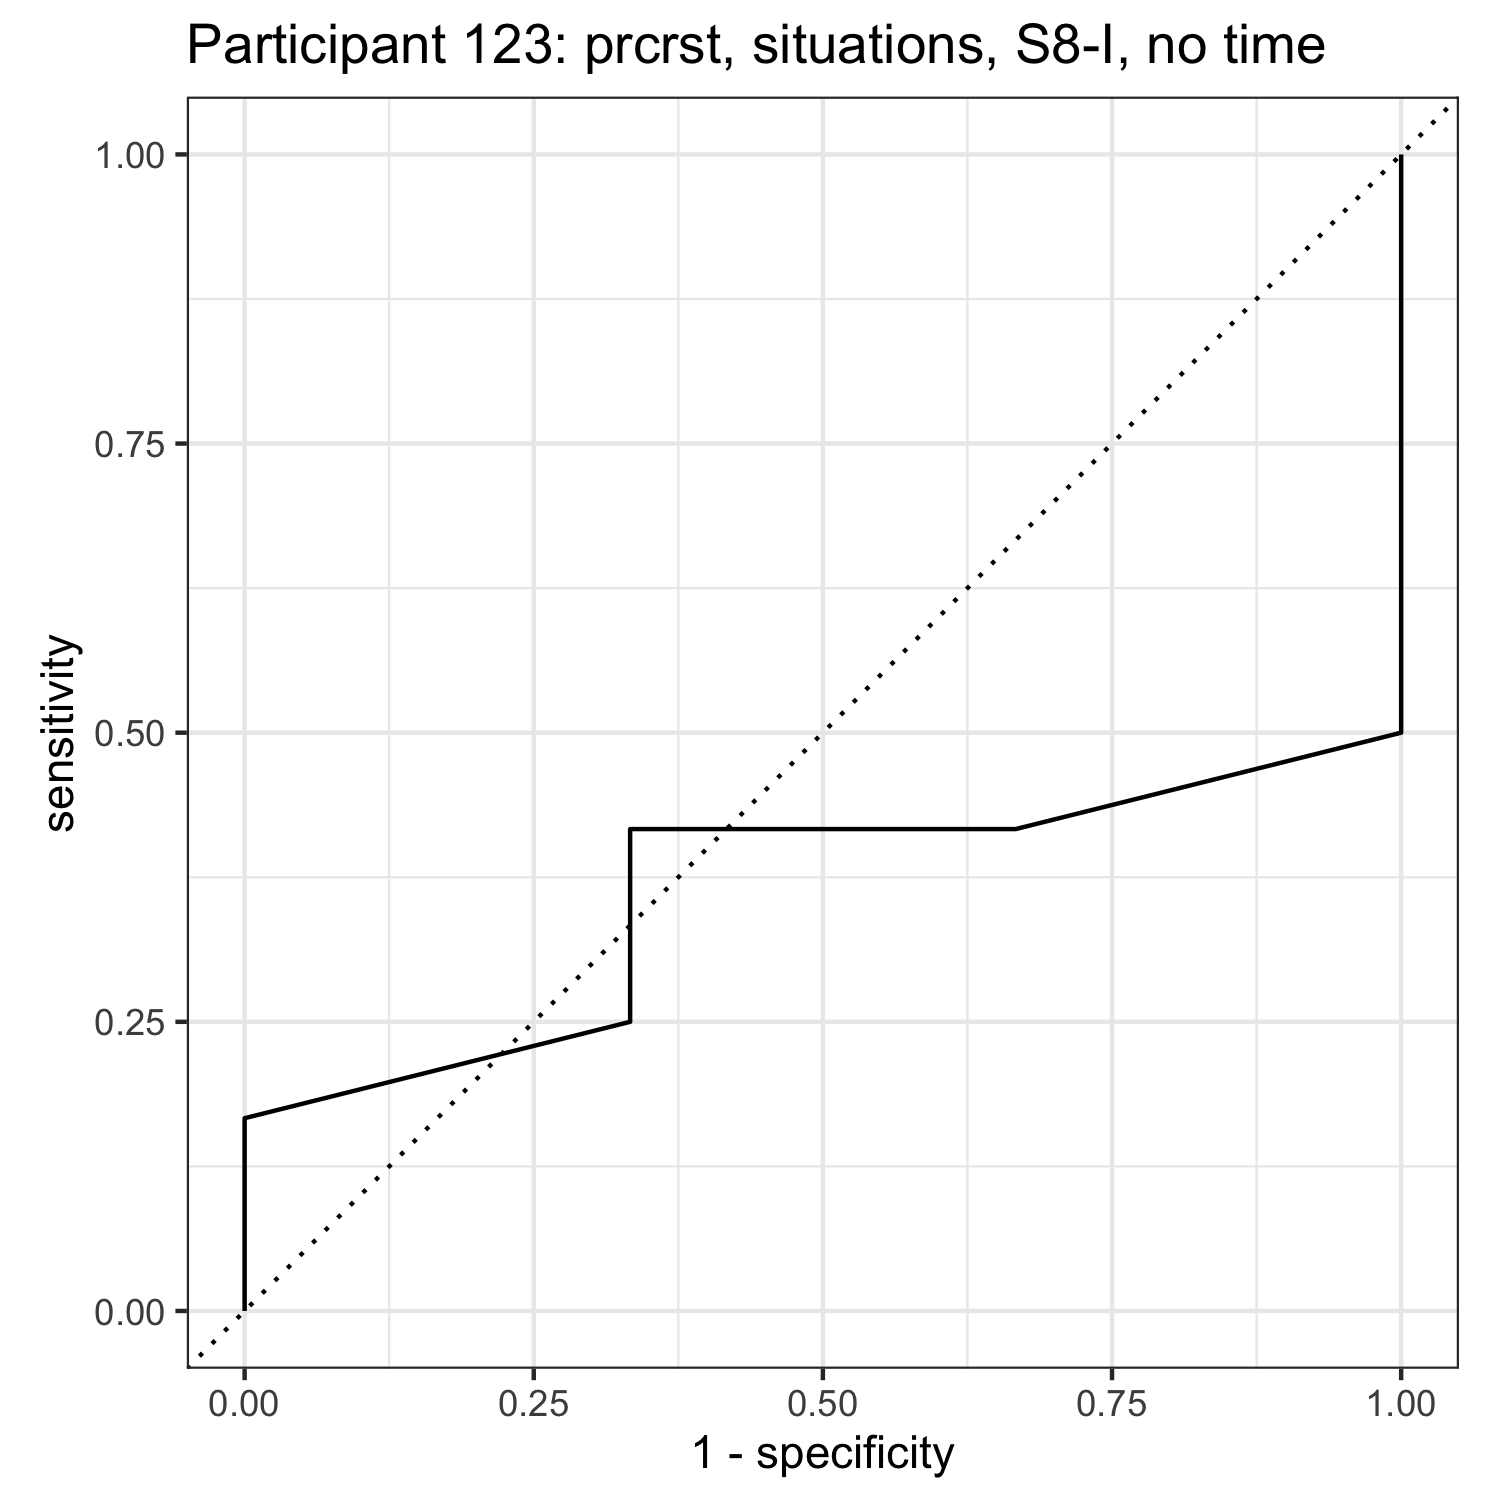 Participant 123: prcrst, situations, S8-I, no time
1.00
0.75
0.50
0.25
0.00
sensitivity
0.00 0.25 0.50 0.75 1.00
1 - specificity